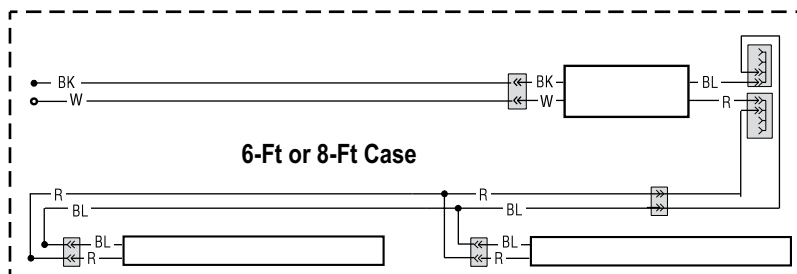 BK BK BL
W W R
6-Ft or 8-Ft Case
R R
BL BL
BL BL
R R